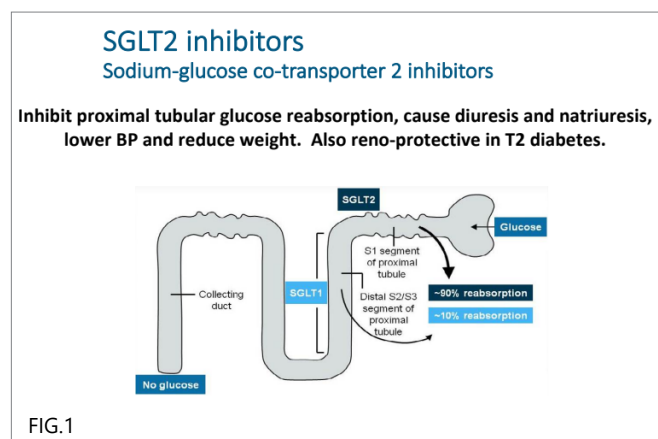 SGLT2 inhibitors
Sodium-glucose co-transporter 2 inhibitors
Inhibit proximal tubular glucose reabsorption, cause diuresis and natriuresis,
lower BP and reduce weight. Also reno-protective in T2 diabetes.
SGLT2
Glucose
S1 segment
of proximal
tubule
SGLT1
Collecting
duct
Distal S2/S3
segment of
proximal
tubule
~90% reabsorption
~10% reabsorption
No glucose
FIG.1